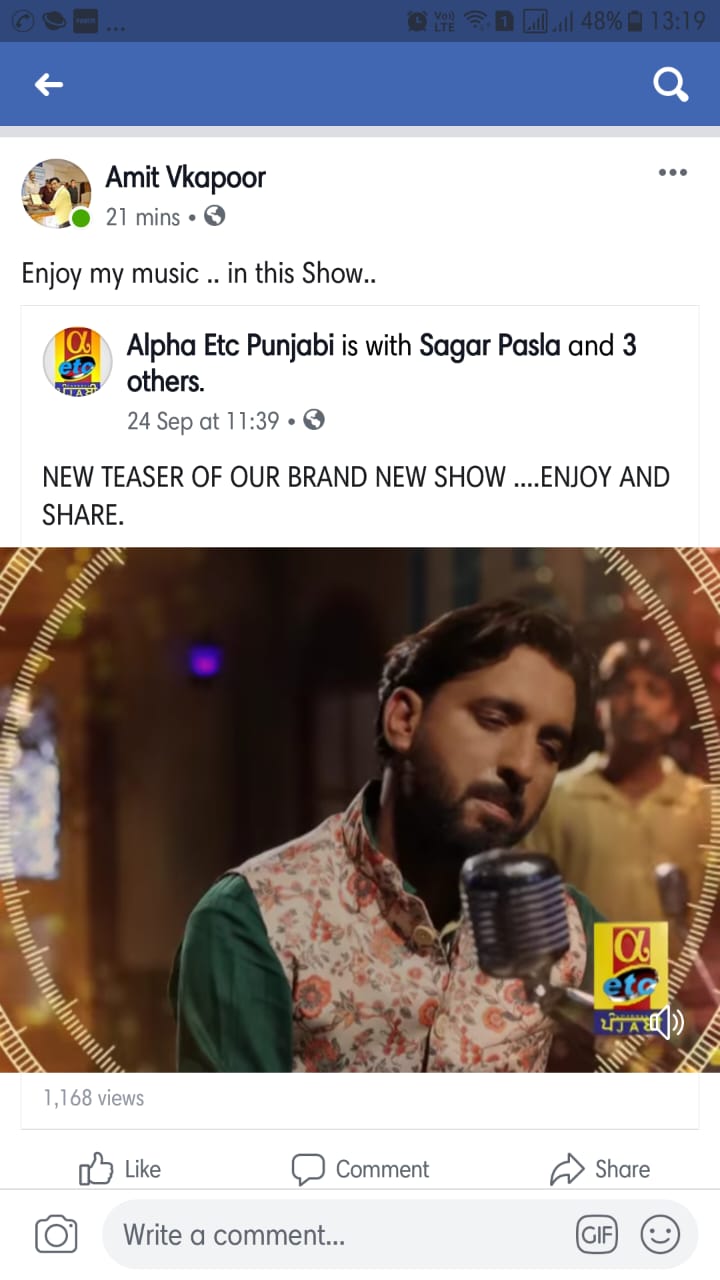 Vo))
LTE
1
48%
13:19
Amit Vkapoor
21 mins •
Enjoy my music .. in this Show..
α
etc
Alpha Etc Punjabi is with Sagar Pasla and 3
others.
24 Sep at 11:39 •
NEW TEASER OF OUR BRAND NEW SHOW ....ENJOY AND
SHARE.
α
etc
1,168 views
Like
Comment
Share
Write a comment...
GIF